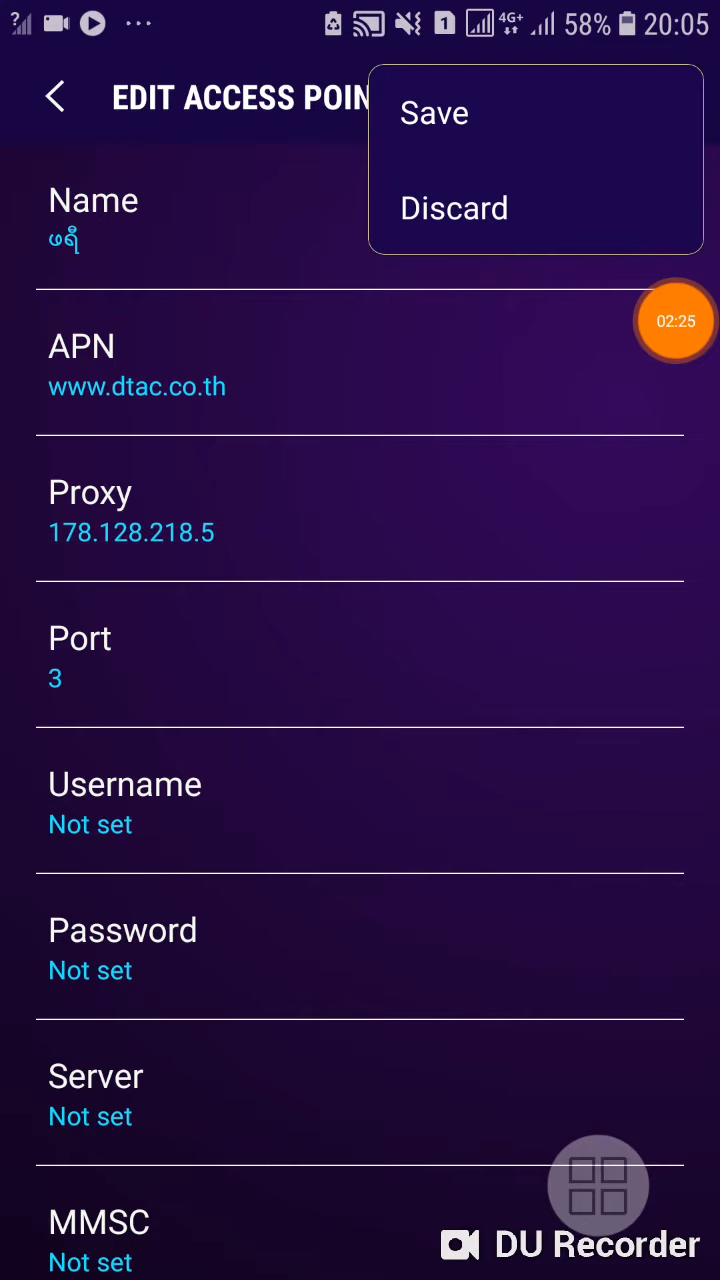 58% 20:05
EDIT ACCESS POIN
Save
Discard
Name
ဖရီ
02:25
APN
www.dtac.co.th
Proxy
178.128.218.5
Port
3
Username
Not set
Password
Not set
Server
Not set
MMSC
Not set
DU Recorder